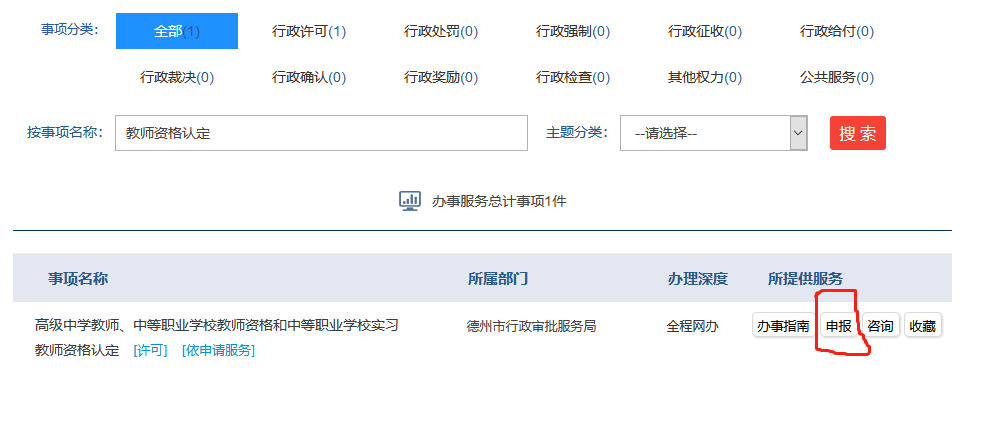 事项分类： 全部(1) 行政许可(1) 行政处罚(0) 行政强制(0) 行政征收(0) 行政给付(0)
行政裁决(0) 行政确认(0) 行政奖励(0) 行政检查(0) 其他权力(0) 公共服务(0)
按事项名称： 教师资格认定 主题分类： --请选择-- 搜 索
办事服务总计事项1件
事项名称 所属部门 办理深度 所提供服务
高级中学教师、中等职业学校教师资格和中等职业学校实习 德州市行政审批服务局 全程网办 办事指南 申报 咨询 收藏
教师资格认定 [许可] [依申请服务]